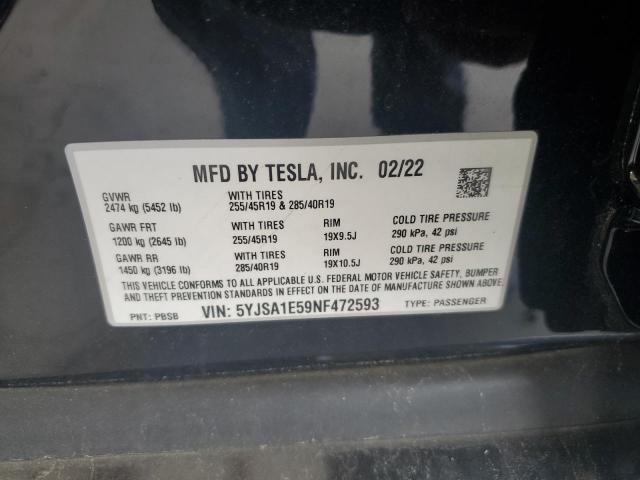 MFD BY TESLA, INC. 02/22
GVWR WITH TIRES
2474 kg (5452 lb) 255/45R19 & 285/40R19
GAWR FRT WITH TIRES RIM COLD TIRE PRESSURE
1200 kg (2645 lb) 255/45R19 19X9.5J 290 kPa, 42 psi
GAWR RR WITH TIRES RIM COLD TIRE PRESSURE
1450 kg (3196 lb) 285/40R19 19X10.5J 290 kPa, 42 psi
THIS VEHICLE CONFORMS TO ALL APPLICABLE U.S. FEDERAL MOTOR VEHICLE SAFETY, BUMPER
AND THEFT PREVENTION STANDARDS IN EFFECT ON THE DATE OF MANUFACTURE SHOWN ABOVE.
PNT: PBSB VIN: 5YJSA1E59NF472593 TYPE: PASSENGER